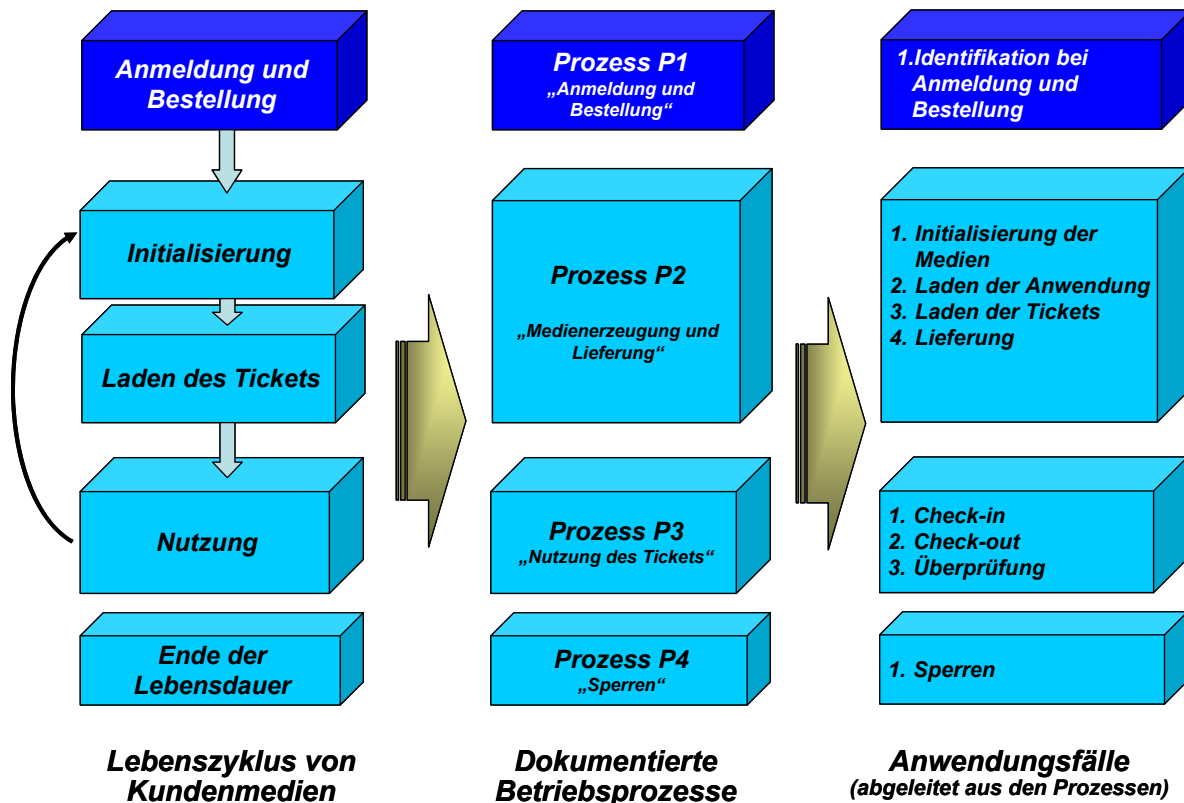 Anmeldung und
Bestellung
Initialisierung
Laden des Tickets
Nutzung
Ende der
Lebensdauer
Lebenszyklus von
Kundenmedien
Prozess P1
„Anmeldung und
Bestellung“
Prozess P2
„Medienerzeugung und
Lieferung“
Prozess P3
„Nutzung des Tickets“
Prozess P4
„Sperren“
Dokumentierte
Betriebsprozesse
1.Identifikation bei
Anmeldung und
Bestellung
1. Initialisierung der
Medien
2. Laden der Anwendung
3. Laden der Tickets
4. Lieferung
1. Check-in
2. Check-out
3. Überprüfung
1. Sperren
Anwendungsfälle
(abgeleitet aus den Prozessen)